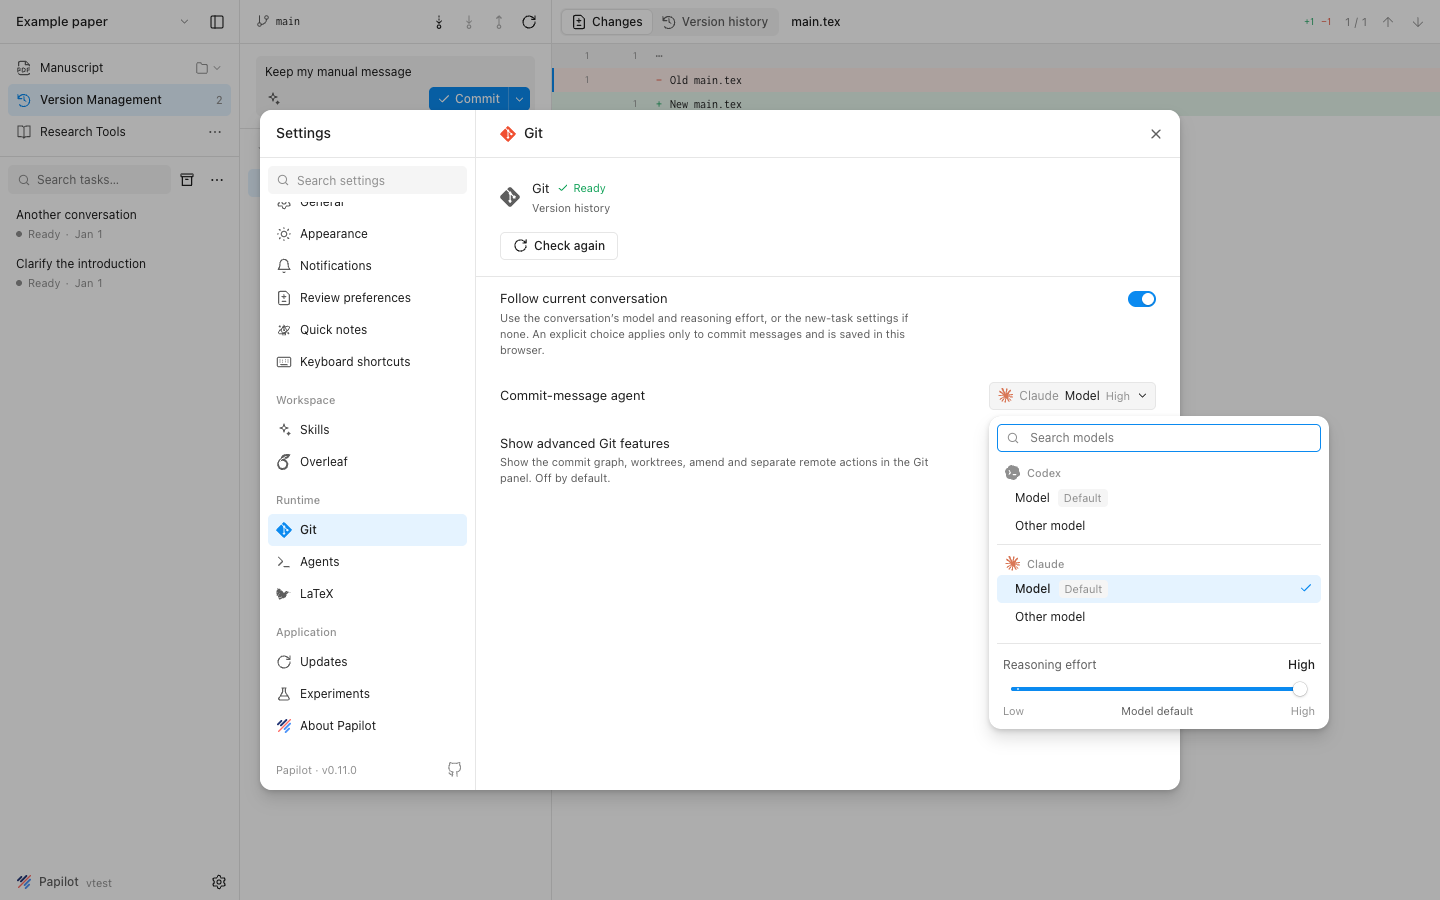 Example paper
main
Changes
Version history
main.tex
+1 −1
1 / 1
Manuscript
Version Management
2
Research Tools
Search tasks...
Another conversation
Ready · Jan 1
Clarify the introduction
Ready · Jan 1
Keep my manual message
Commit
1 1 ⋯
1 − Old main.tex
1 + New main.tex
Settings
Search settings
General
Appearance
Notifications
Review preferences
Quick notes
Keyboard shortcuts
Workspace
Skills
Overleaf
Runtime
Git
Agents
LaTeX
Application
Updates
Experiments
About Papilot
Papilot · v0.11.0
Git
Git
Ready
Version history
Check again
Follow current conversation
Use the conversation's model and reasoning effort, or the new-task settings if
none. An explicit choice applies only to commit messages and is saved in this
browser.
Commit-message agent
Claude Model High
Show advanced Git features
Show the commit graph, worktrees, amend and separate remote actions in the Git
panel. Off by default.
Search models
Codex
Model Default
Other model
Claude
Model Default
Other model
Reasoning effort
High
Low
Model default
High
Papilot vtest